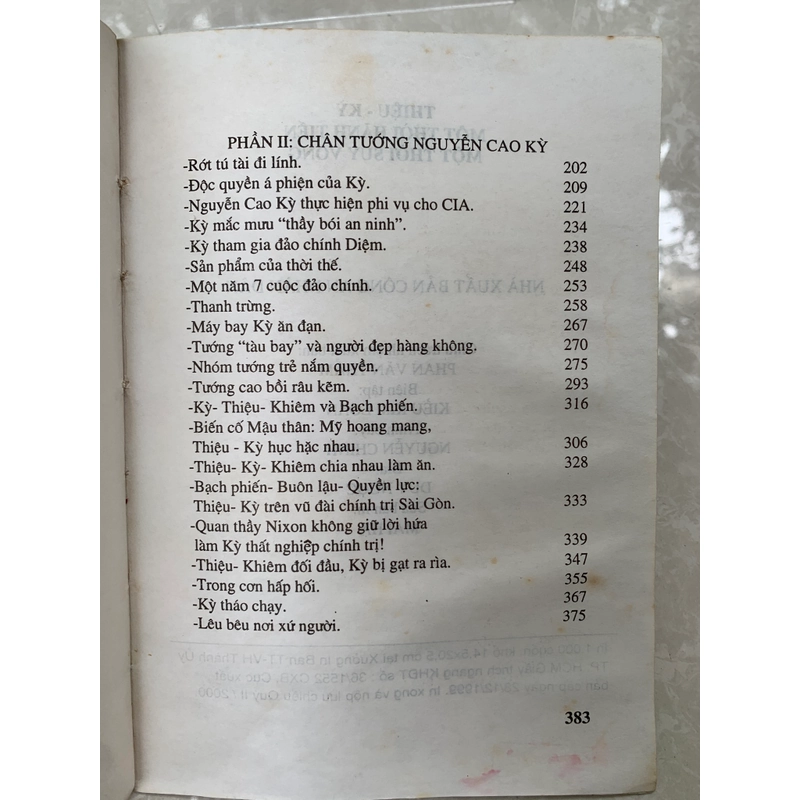 PHẦN II: CHÂN TƯỚNG NGUYỄN CAO KỲ
-Rớt tú tài đi lính. 202
-Độc quyền á phiện của Kỳ. 209
-Nguyễn Cao Kỳ thực hiện phi vụ cho CIA. 221
-Kỳ mắc mưu “thầy bói an ninh”. 234
-Kỳ tham gia đảo chính Diệm. 238
-Sản phẩm của thời thế. 248
-Một năm 7 cuộc đảo chính. 253
-Thanh trừng. 258
-Máy bay Kỳ ăn đạn. 267
-Tướng “tàu bay” và người đẹp hàng không. 270
-Nhóm tướng trẻ nắm quyền. 275
-Tướng cao bồi râu kẽm. 293
-Kỳ- Thiệu- Khiêm và Bạch phiến. 316
-Biến cố Mậu thân: Mỹ hoang mang,
Thiệu - Kỳ hục hặc nhau. 306
-Thiệu- Kỳ- Khiêm chia nhau làm ăn. 328
-Bạch phiến- Buôn lậu- Quyền lực:
Thiệu- Kỳ trên vũ đài chính trị Sài Gòn. 333
-Quan thầy Nixon không giữ lời hứa
làm Kỳ thất nghiệp chính trị! 339
-Thiệu- Khiêm đối đầu, Kỳ bị gạt ra rìa. 347
-Trong cơn hấp hối. 355
-Kỳ tháo chạy. 367
-Lêu bêu nơi xứ người. 375
383